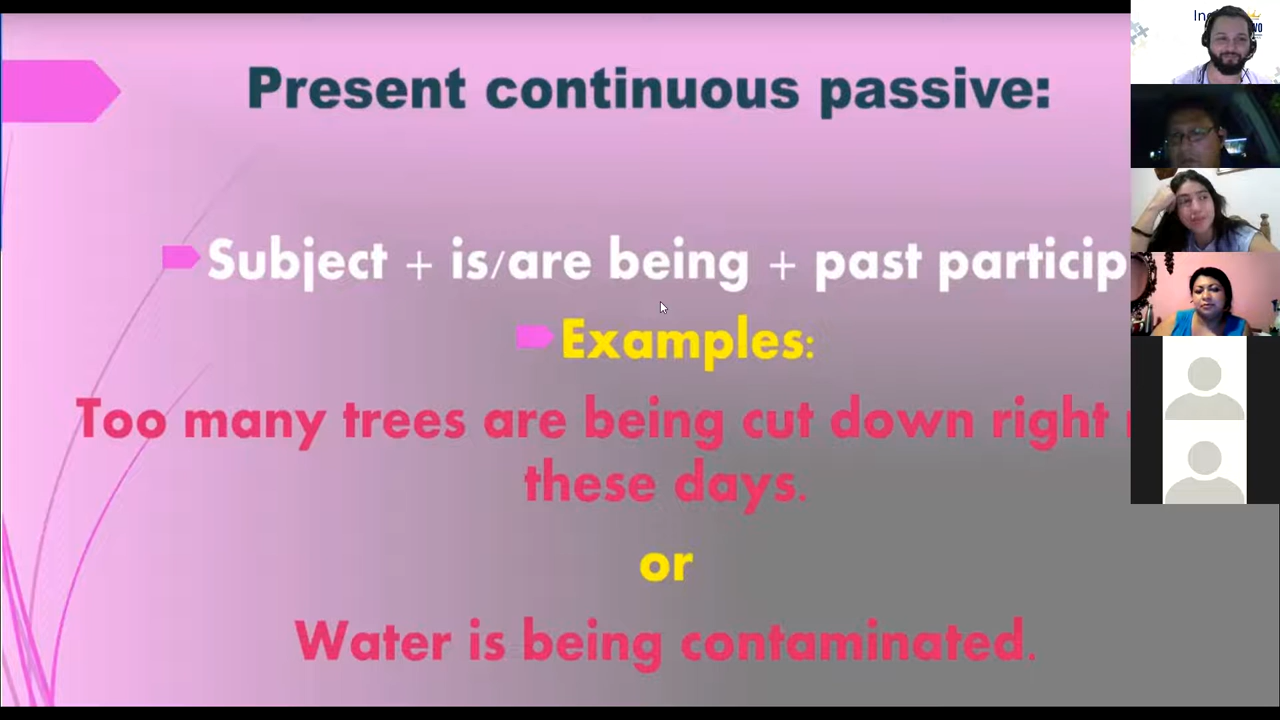 Present continuous passive:
Subject + is/are being + past particip
Examples:
Too many trees are being cut down right
these days.
or
Water is being contaminated.